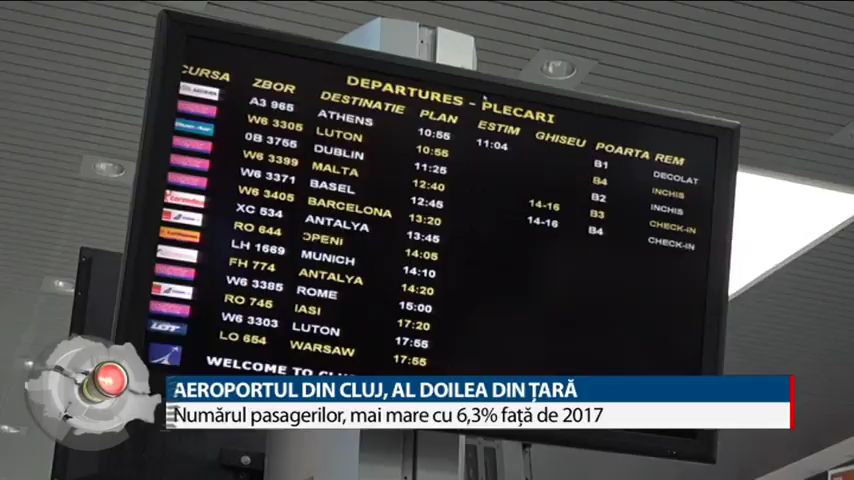 DEPARTURES - PLECARI
CURSA ZBOR DESTINATIE PLAN ESTIM GHISEU POARTA REM
A3 965 ATHENS 10:55 11:04 B1 DECOLAT
W6 3305 LUTON 10:55 B4 INCHIS
0B 3755 DUBLIN 11:25 B2 INCHIS
W6 3399 MALTA 12:40 14-16 B3 CHECK-IN
W6 3371 BASEL 12:45 14-16 B4 CHECK-IN
W6 3405 BARCELONA 13:20
XC 534 ANTALYA 13:45
RO 644 OPENI 14:05
LH 1669 MUNICH 14:10
FH 774 ANTALYA 14:20
W6 3385 ROME 15:00
RO 745 IASI 17:20
W6 3303 LUTON 17:55
LOT LO 654 WARSAW 17:55
WELCOME TO
AEROPORTUL DIN CLUJ, AL DOILEA DIN ȚARĂ
Numărul pasagerilor, mai mare cu 6,3% față de 2017